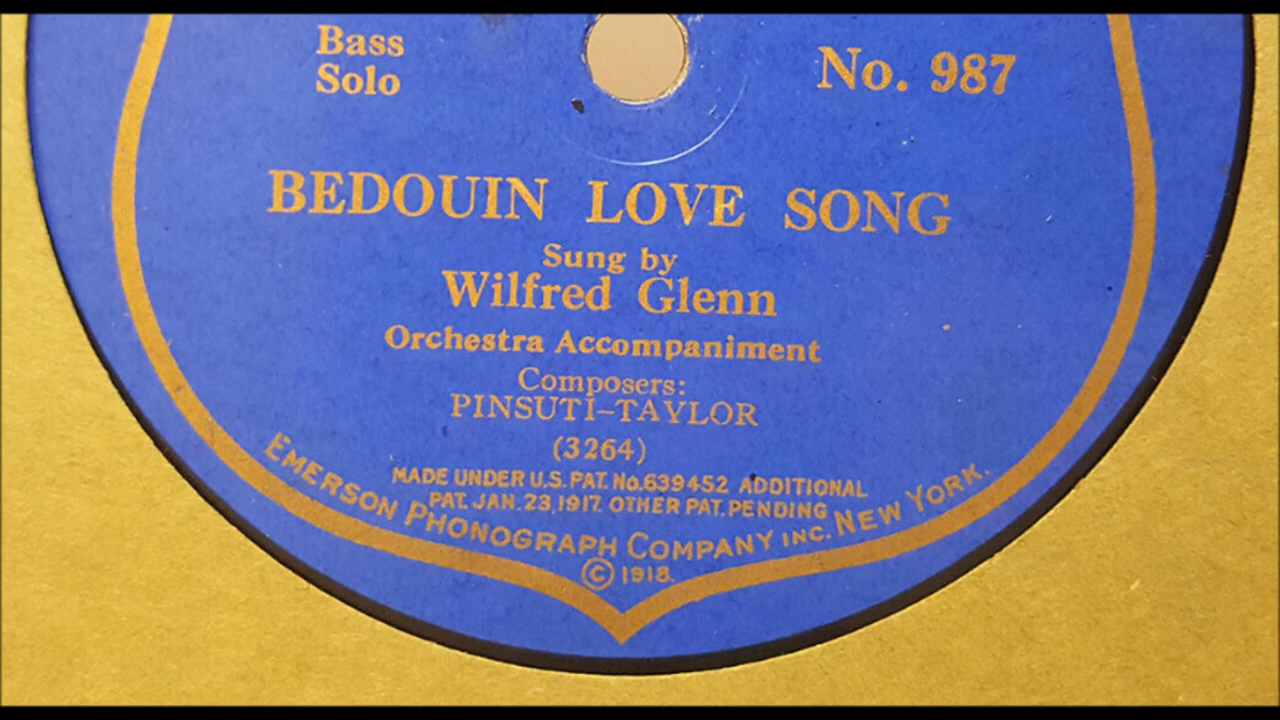 Bass
Solo
No. 987
BEDOUIN LOVE SONG
Sung by
Wilfred Glenn
Orchestra Accompaniment
Composers:
PINSUTI–TAYLOR
(3264)
MADE UNDER U.S. PAT. No. 639452 ADDITIONAL
PAT. JAN. 23, 1917. OTHER PAT. PENDING
EMERSON PHONOGRAPH COMPANY INC. NEW YORK.
© 1918.